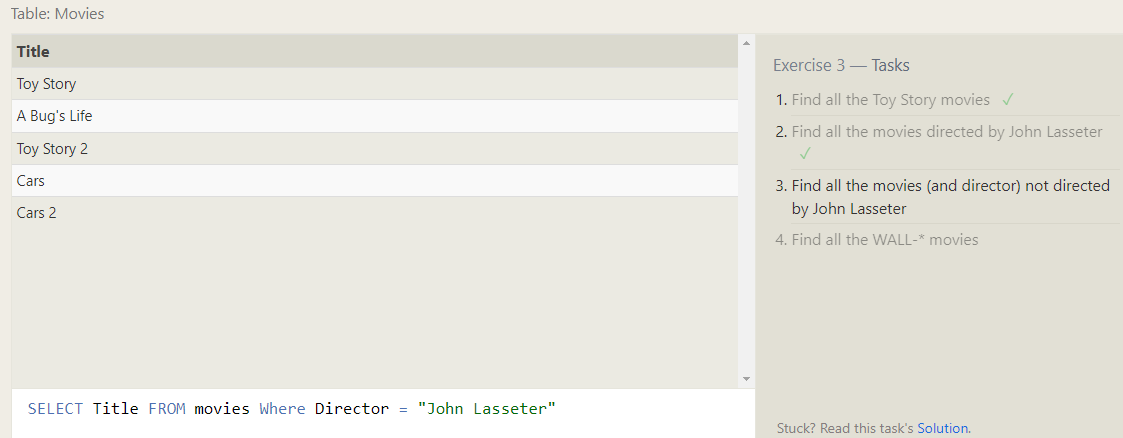 Table: Movies
Title
Toy Story
A Bug's Life
Toy Story 2
Cars
Cars 2
SELECT Title FROM movies Where Director = "John Lasseter"
Exercise 3 — Tasks
1. Find all the Toy Story movies ✓
2. Find all the movies directed by John Lasseter
✓
3. Find all the movies (and director) not directed
by John Lasseter
4. Find all the WALL-* movies
Stuck? Read this task's Solution.